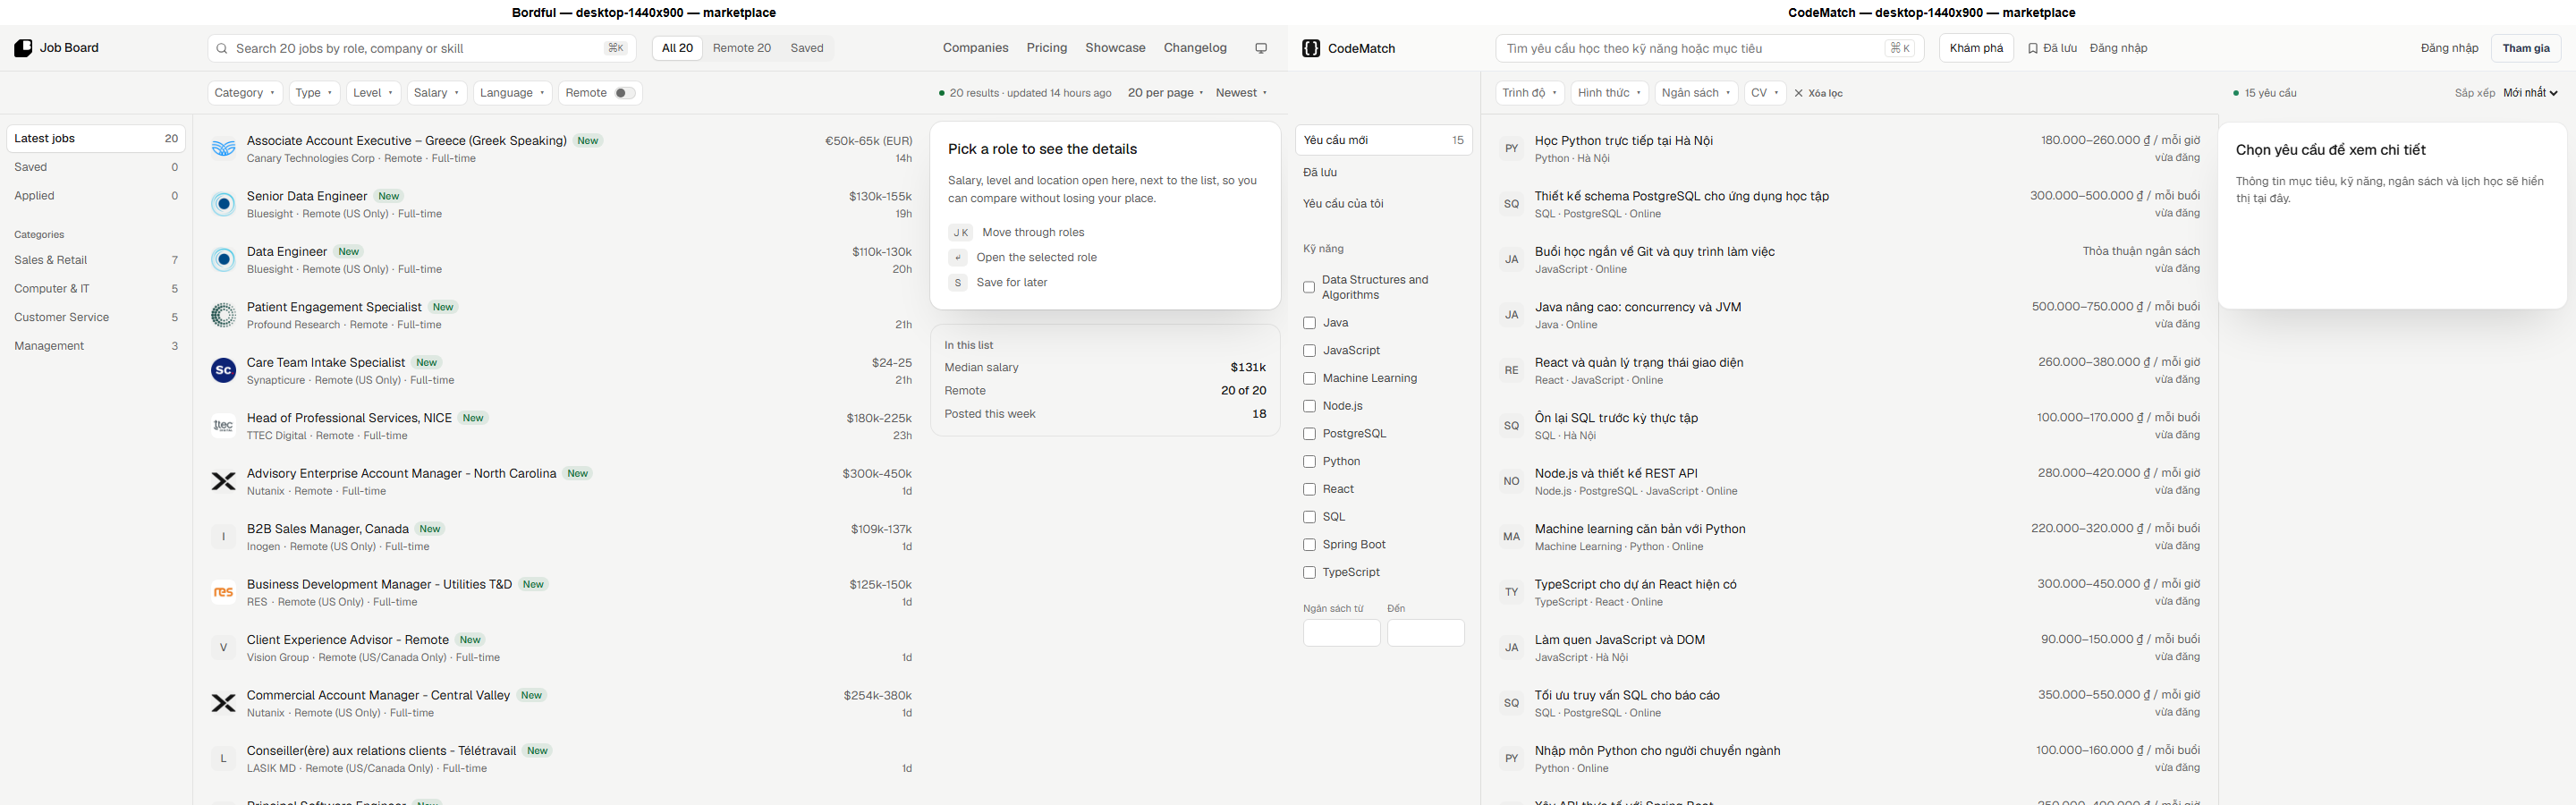 Bordful — desktop-1440x900 — marketplace
Job Board
Search 20 jobs by role, company or skill
⌘K
All 20
Remote 20
Saved
Companies
Pricing
Showcase
Changelog
Category
Type
Level
Salary
Language
Remote
20 results · updated 14 hours ago
20 per page
Newest
Latest jobs 20
Saved 0
Applied 0
Categories
Sales & Retail 7
Computer & IT 5
Customer Service 5
Management 3
Associate Account Executive – Greece (Greek Speaking) New €50k-65k (EUR)
Canary Technologies Corp · Remote · Full-time 14h
Senior Data Engineer New $130k-155k
Bluesight · Remote (US Only) · Full-time 19h
Data Engineer New $110k-130k
Bluesight · Remote (US Only) · Full-time 20h
Patient Engagement Specialist New
Profound Research · Remote · Full-time 21h
Sc
Care Team Intake Specialist New $24-25
Synapticure · Remote (US Only) · Full-time 21h
ttec
Head of Professional Services, NICE New $180k-225k
TTEC Digital · Remote · Full-time 23h
Advisory Enterprise Account Manager - North Carolina New $300k-450k
Nutanix · Remote · Full-time 1d
I
B2B Sales Manager, Canada New $109k-137k
Inogen · Remote (US Only) · Full-time 1d
res
Business Development Manager - Utilities T&D New $125k-150k
RES · Remote (US Only) · Full-time 1d
V
Client Experience Advisor - Remote New
Vision Group · Remote (US/Canada Only) · Full-time 1d
Commercial Account Manager - Central Valley New $254k-380k
Nutanix · Remote (US Only) · Full-time 1d
L
Conseiller(ère) aux relations clients - Télétravail New
LASIK MD · Remote (US/Canada Only) · Full-time 1d
Principal Software Engineer New
Pick a role to see the details
Salary, level and location open here, next to the list, so you
can compare without losing your place.
J K Move through roles
↵ Open the selected role
S Save for later
In this list
Median salary $131k
Remote 20 of 20
Posted this week 18
CodeMatch — desktop-1440x900 — marketplace
CodeMatch
Tìm yêu cầu học theo kỹ năng hoặc mục tiêu
⌘ K
Khám phá
Đã lưu
Đăng nhập
Đăng nhập
Tham gia
Trình độ
Hình thức
Ngân sách
CV
Xóa lọc
15 yêu cầu
Sắp xếp Mới nhất
Yêu cầu mới 15
Đã lưu
Yêu cầu của tôi
Kỹ năng
Data Structures and
Algorithms
Java
JavaScript
Machine Learning
Node.js
PostgreSQL
Python
React
SQL
Spring Boot
TypeScript
Ngân sách từ
Đến
PY
Học Python trực tiếp tại Hà Nội 180.000–260.000 ₫ / mỗi giờ
Python · Hà Nội vừa đăng
SQ
Thiết kế schema PostgreSQL cho ứng dụng học tập 300.000–500.000 ₫ / mỗi buổi
SQL · PostgreSQL · Online vừa đăng
JA
Buổi học ngắn về Git và quy trình làm việc Thỏa thuận ngân sách
JavaScript · Online vừa đăng
JA
Java nâng cao: concurrency và JVM 500.000–750.000 ₫ / mỗi buổi
Java · Online vừa đăng
RE
React và quản lý trạng thái giao diện 260.000–380.000 ₫ / mỗi giờ
React · JavaScript · Online vừa đăng
SQ
Ôn lại SQL trước kỳ thực tập 100.000–170.000 ₫ / mỗi buổi
SQL · Hà Nội vừa đăng
NO
Node.js và thiết kế REST API 280.000–420.000 ₫ / mỗi giờ
Node.js · PostgreSQL · JavaScript · Online vừa đăng
MA
Machine learning căn bản với Python 220.000–320.000 ₫ / mỗi buổi
Machine Learning · Python · Online vừa đăng
TY
TypeScript cho dự án React hiện có 300.000–450.000 ₫ / mỗi giờ
TypeScript · React · Online vừa đăng
JA
Làm quen JavaScript và DOM 90.000–150.000 ₫ / mỗi buổi
JavaScript · Hà Nội vừa đăng
SQ
Tối ưu truy vấn SQL cho báo cáo 350.000–550.000 ₫ / mỗi giờ
SQL · PostgreSQL · Online vừa đăng
PY
Nhập môn Python cho người chuyển ngành 100.000–160.000 ₫ / mỗi giờ
Python · Online vừa đăng
Chọn yêu cầu để xem chi tiết
Thông tin mục tiêu, kỹ năng, ngân sách và lịch học sẽ hiển
thị tại đây.